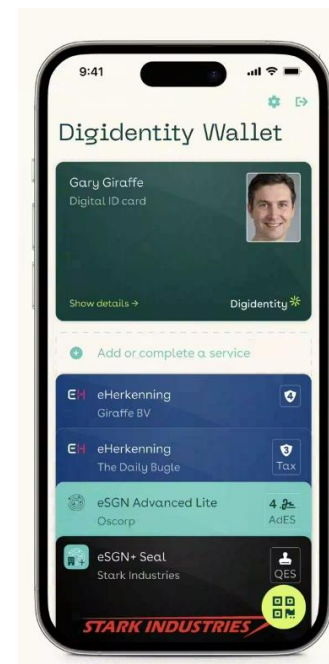 9:41
Digidentity Wallet
Gary Giraffe
Digital ID card
Show details →
Digidentity
Add or complete a service
EH eHerkenning
4
Giraffe BV
EH eHerkenning
3
The Daily Bugle
Tax
eSGN Advanced Lite
4
Oscorp
AdES
eSGN+ Seal
Stark Industries
QES
STARK INDUSTRIES